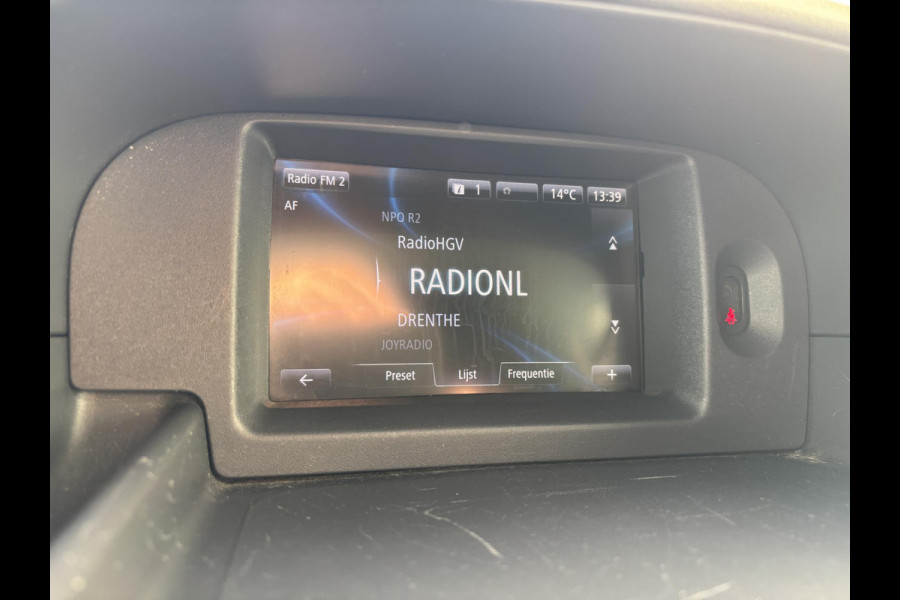 Radio FM 2 1 14°C 13:39
AF
NPO R2
RadioHGV
RADIONL
DRENTHE
JOYRADIO
Preset Lijst Frequentie